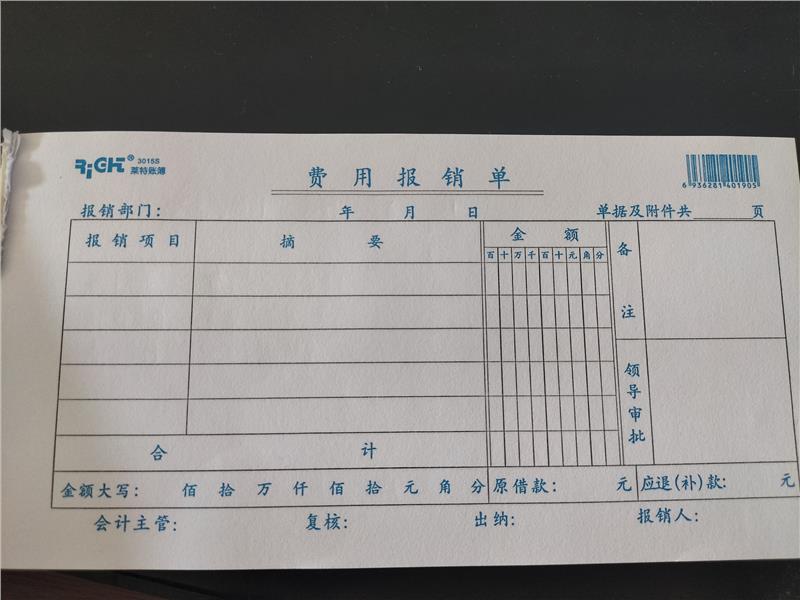 RiGHT® 3015S
莱特账簿
费用报销单
6 936281 401905
报销部门: 年 月 日 单据及附件共 页
报销项目 摘要 金额 备注
百十万千百十元角分
领导审批
合计
金额大写: 佰 拾 万 仟 佰 拾 元 角 分 原借款: 元 应退(补)款: 元
会计主管: 复核: 出纳: 报销人: